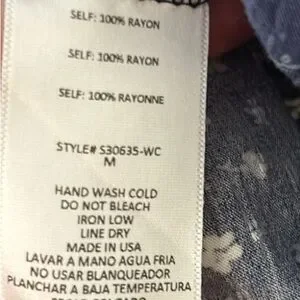 SELF: 100% RAYON
SELF: 100% RAYON
SELF: 100% RAYONNE
STYLE# S30635-WC
M
HAND WASH COLD
DO NOT BLEACH
IRON LOW
LINE DRY
MADE IN USA
LAVAR A MANO AGUA FRIA
NO USAR BLANQUEADOR
PLANCHAR A BAJA TEMPERATURA